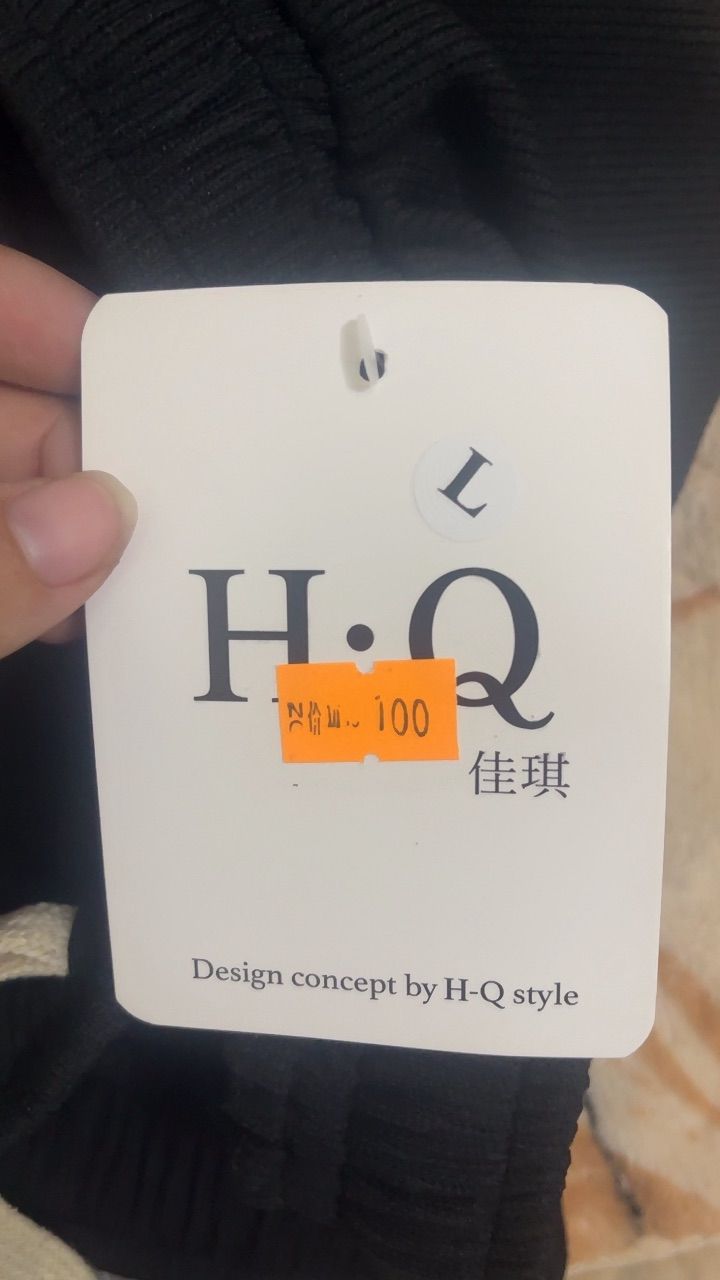 L
H·Q
100
佳琪
Design concept by H-Q style